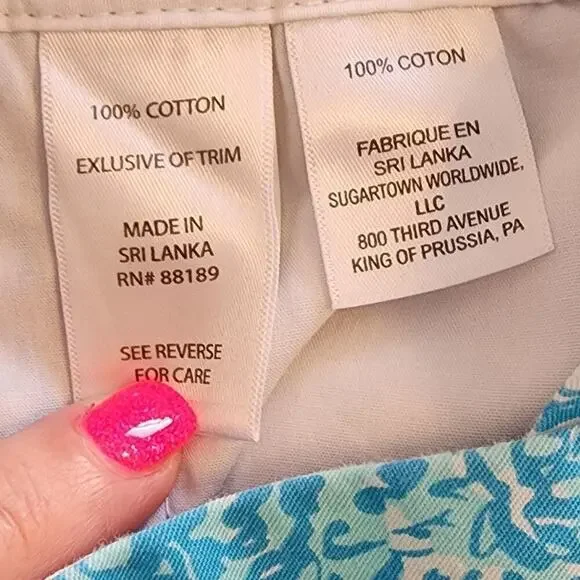 100% COTTON
EXLUSIVE OF TRIM
MADE IN
SRI LANKA
RN# 88189
SEE REVERSE
FOR CARE
100% COTON
FABRIQUE EN
SRI LANKA
SUGARTOWN WORLDWIDE,
LLC
800 THIRD AVENUE
KING OF PRUSSIA, PA